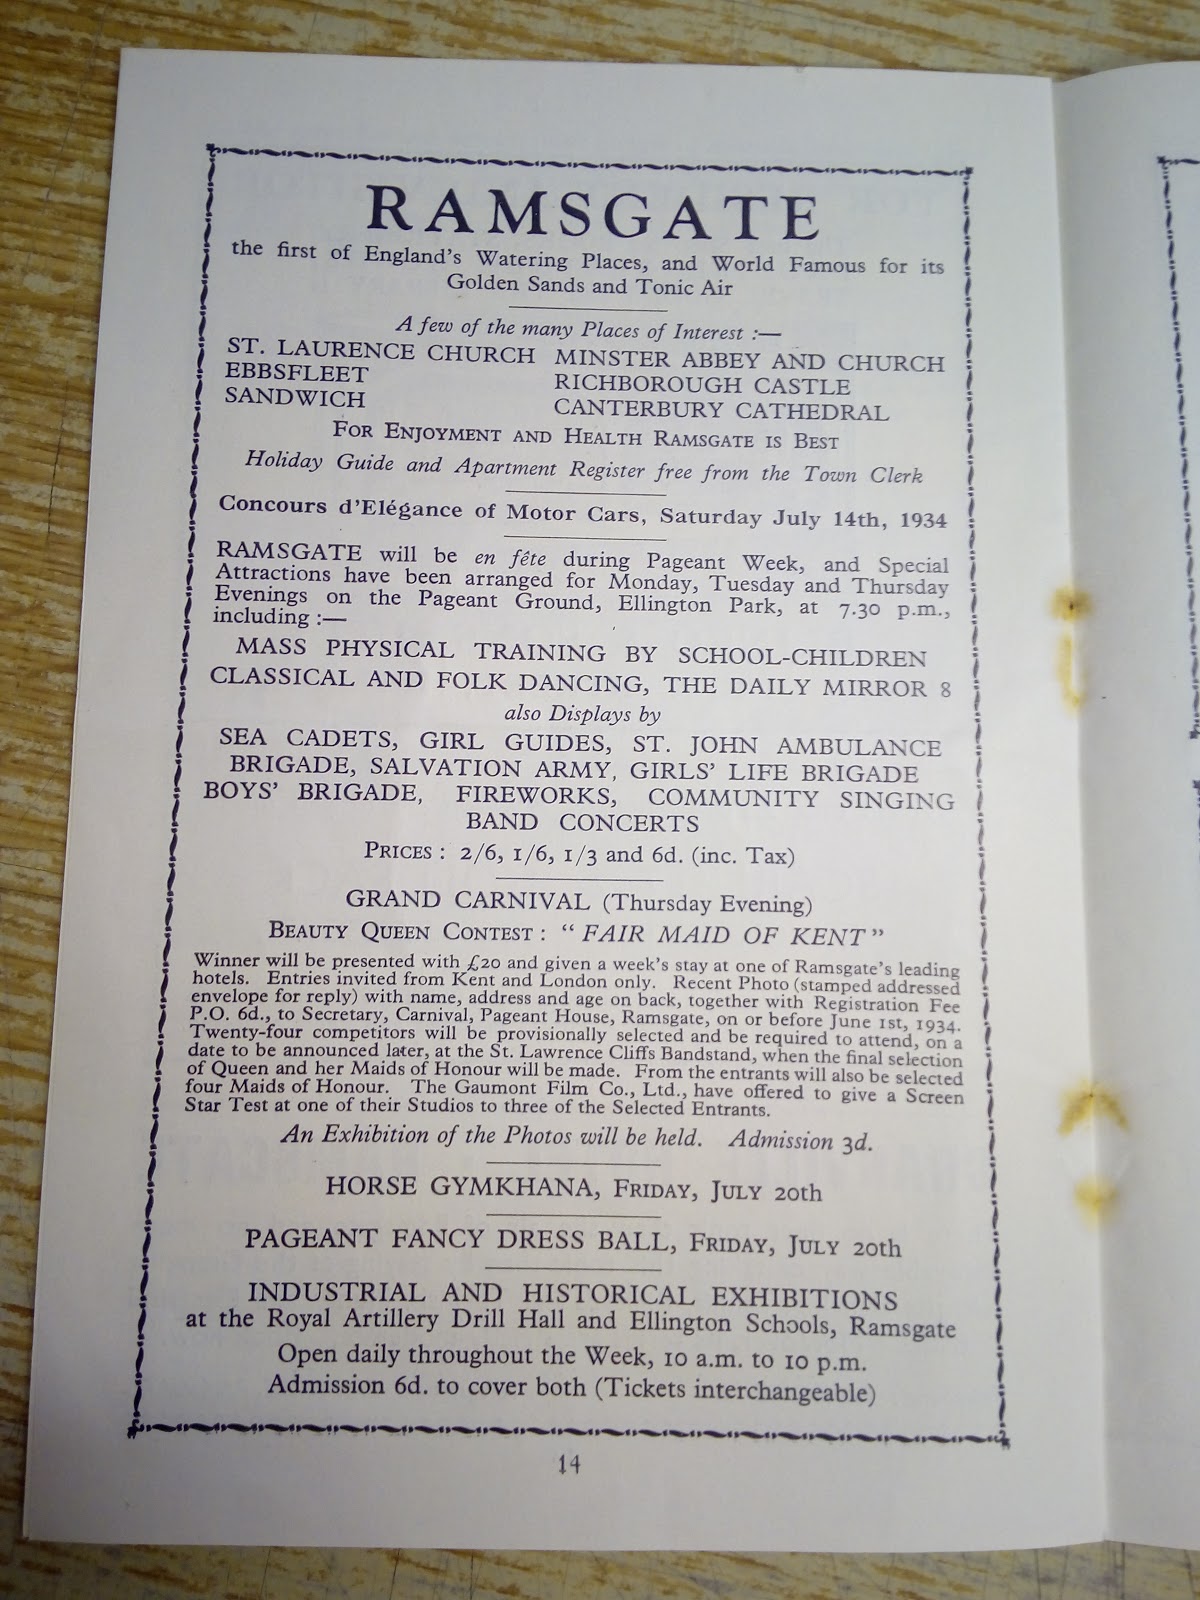 RAMSGATE
the first of England's Watering Places, and World Famous for its
Golden Sands and Tonic Air
A few of the many Places of Interest :—
ST. LAURENCE CHURCH MINSTER ABBEY AND CHURCH
EBBSFLEET RICHBOROUGH CASTLE
SANDWICH CANTERBURY CATHEDRAL
FOR ENJOYMENT AND HEALTH RAMSGATE IS BEST
Holiday Guide and Apartment Register free from the Town Clerk
Concours d'Elégance of Motor Cars, Saturday July 14th, 1934
RAMSGATE will be en fête during Pageant Week, and Special
Attractions have been arranged for Monday, Tuesday and Thursday
Evenings on the Pageant Ground, Ellington Park, at 7.30 p.m.,
including :—
MASS PHYSICAL TRAINING BY SCHOOL-CHILDREN
CLASSICAL AND FOLK DANCING, THE DAILY MIRROR 8
also Displays by
SEA CADETS, GIRL GUIDES, ST. JOHN AMBULANCE
BRIGADE, SALVATION ARMY, GIRLS' LIFE BRIGADE
BOYS' BRIGADE, FIREWORKS, COMMUNITY SINGING
BAND CONCERTS
PRICES : 2/6, 1/6, 1/3 and 6d. (inc. Tax)
GRAND CARNIVAL (Thursday Evening)
BEAUTY QUEEN CONTEST : "FAIR MAID OF KENT"
Winner will be presented with £20 and given a week's stay at one of Ramsgate's leading
hotels. Entries invited from Kent and London only. Recent Photo (stamped addressed
envelope for reply) with name, address and age on back, together with Registration Fee
P.O. 6d., to Secretary, Carnival, Pageant House, Ramsgate, on or before June 1st, 1934.
Twenty-four competitors will be provisionally selected and be required to attend, on a
date to be announced later, at the St. Lawrence Cliffs Bandstand, when the final selection
of Queen and her Maids of Honour will be made. From the entrants will also be selected
four Maids of Honour. The Gaumont Film Co., Ltd., have offered to give a Screen
Star Test at one of their Studios to three of the Selected Entrants.
An Exhibition of the Photos will be held. Admission 3d.
HORSE GYMKHANA, FRIDAY, JULY 20th
PAGEANT FANCY DRESS BALL, FRIDAY, JULY 20th
INDUSTRIAL AND HISTORICAL EXHIBITIONS
at the Royal Artillery Drill Hall and Ellington Schools, Ramsgate
Open daily throughout the Week, 10 a.m. to 10 p.m.
Admission 6d. to cover both (Tickets interchangeable)
14